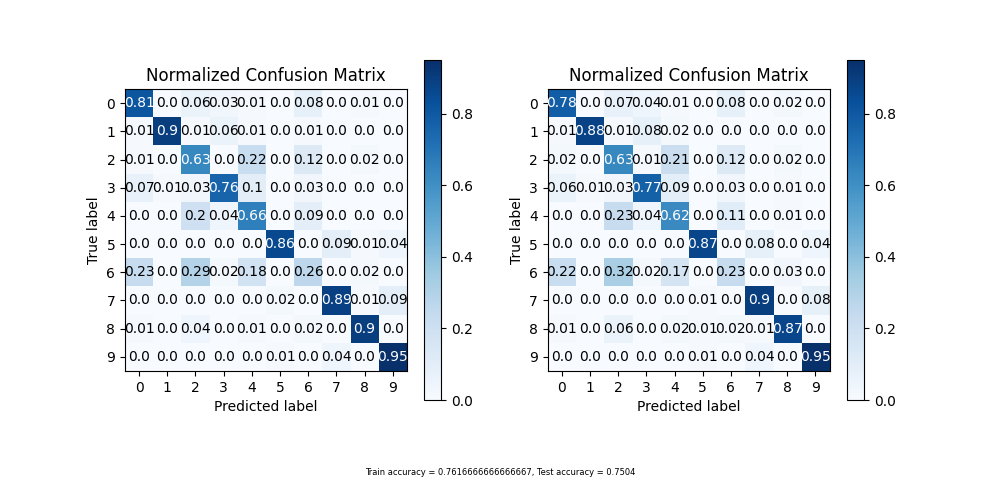 Normalized Confusion Matrix
0 0.81 0.0 0.06 0.03 0.01 0.0 0.08 0.0 0.01 0.0
1 0.01 0.9 0.01 0.06 0.01 0.0 0.01 0.0 0.0 0.0
2 0.01 0.0 0.63 0.0 0.22 0.0 0.12 0.0 0.02 0.0
3 0.07 0.01 0.03 0.76 0.1 0.0 0.03 0.0 0.0 0.0
4 0.0 0.0 0.2 0.04 0.66 0.0 0.09 0.0 0.0 0.0
5 0.0 0.0 0.0 0.0 0.0 0.86 0.0 0.09 0.01 0.04
6 0.23 0.0 0.29 0.02 0.18 0.0 0.26 0.0 0.02 0.0
7 0.0 0.0 0.0 0.0 0.0 0.02 0.0 0.89 0.01 0.09
8 0.01 0.0 0.04 0.0 0.01 0.0 0.02 0.0 0.9 0.0
9 0.0 0.0 0.0 0.0 0.0 0.01 0.0 0.04 0.0 0.95
0 1 2 3 4 5 6 7 8 9
True label
Predicted label
0.8
0.6
0.4
0.2
0.0
Normalized Confusion Matrix
0 0.78 0.0 0.07 0.04 0.01 0.0 0.08 0.0 0.02 0.0
1 0.01 0.88 0.01 0.08 0.02 0.0 0.0 0.0 0.0 0.0
2 0.02 0.0 0.63 0.01 0.21 0.0 0.12 0.0 0.02 0.0
3 0.06 0.01 0.03 0.77 0.09 0.0 0.03 0.0 0.01 0.0
4 0.0 0.0 0.23 0.04 0.62 0.0 0.11 0.0 0.01 0.0
5 0.0 0.0 0.0 0.0 0.0 0.87 0.0 0.08 0.0 0.04
6 0.22 0.0 0.32 0.02 0.17 0.0 0.23 0.0 0.03 0.0
7 0.0 0.0 0.0 0.0 0.0 0.01 0.0 0.9 0.0 0.08
8 0.01 0.0 0.06 0.0 0.02 0.01 0.02 0.01 0.87 0.0
9 0.0 0.0 0.0 0.0 0.0 0.01 0.0 0.04 0.0 0.95
0 1 2 3 4 5 6 7 8 9
True label
Predicted label
0.8
0.6
0.4
0.2
0.0
Train accuracy = 0.7616666666666667, Test accuracy = 0.7504